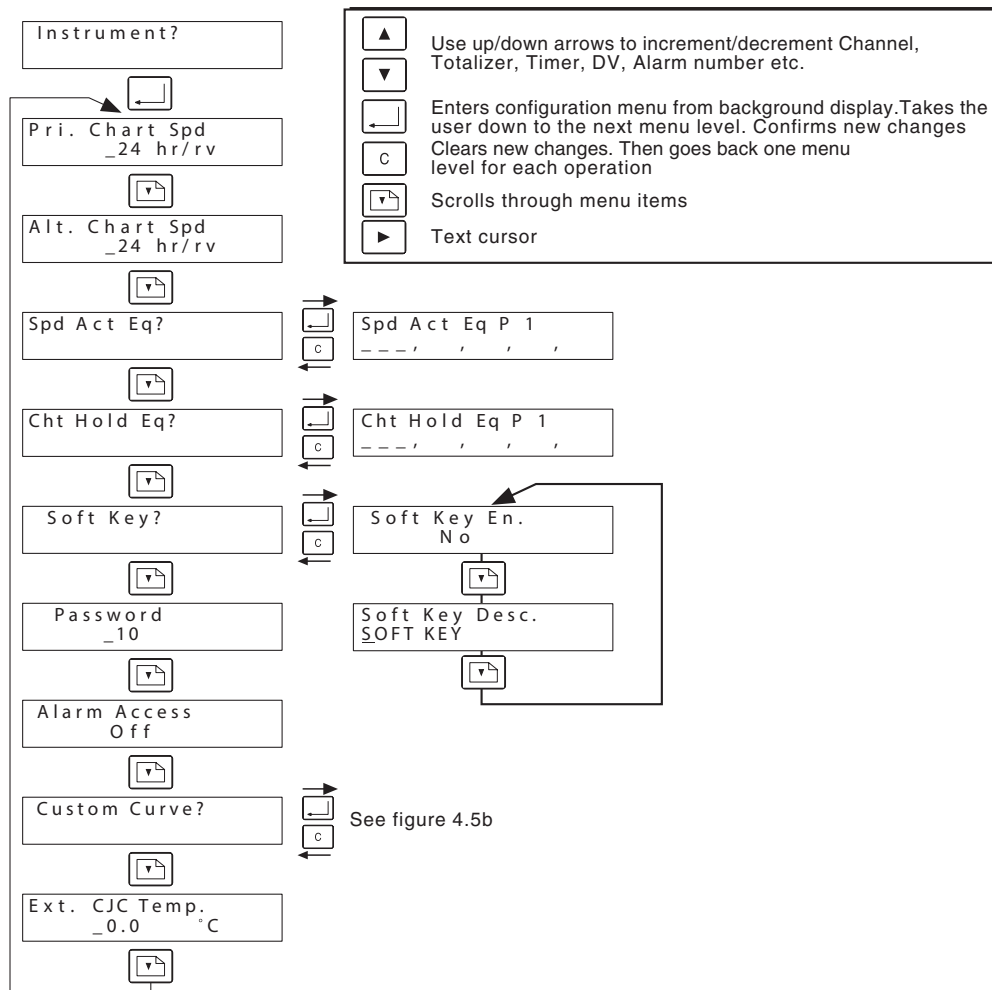 Instrument?
Pri. Chart Spd
_24 hr/rv
Alt. Chart Spd
_24 hr/rv
Spd Act Eq?
C
Spd Act Eq P 1
_ _ _, , , ,
Cht Hold Eq?
C
Cht Hold Eq P 1
_ _ _, , , ,
Soft Key?
C
Soft Key En.
No
Soft Key Desc.
SOFT KEY
Password
_10
Alarm Access
Off
Custom Curve?
C
See figure 4.5b
Ext. CJC Temp.
_0.0 °C
Use up/down arrows to increment/decrement Channel,
Totalizer, Timer, DV, Alarm number etc.
Enters configuration menu from background display.Takes the
user down to the next menu level. Confirms new changes
C
Clears new changes. Then goes back one menu
level for each operation
Scrolls through menu items
Text cursor